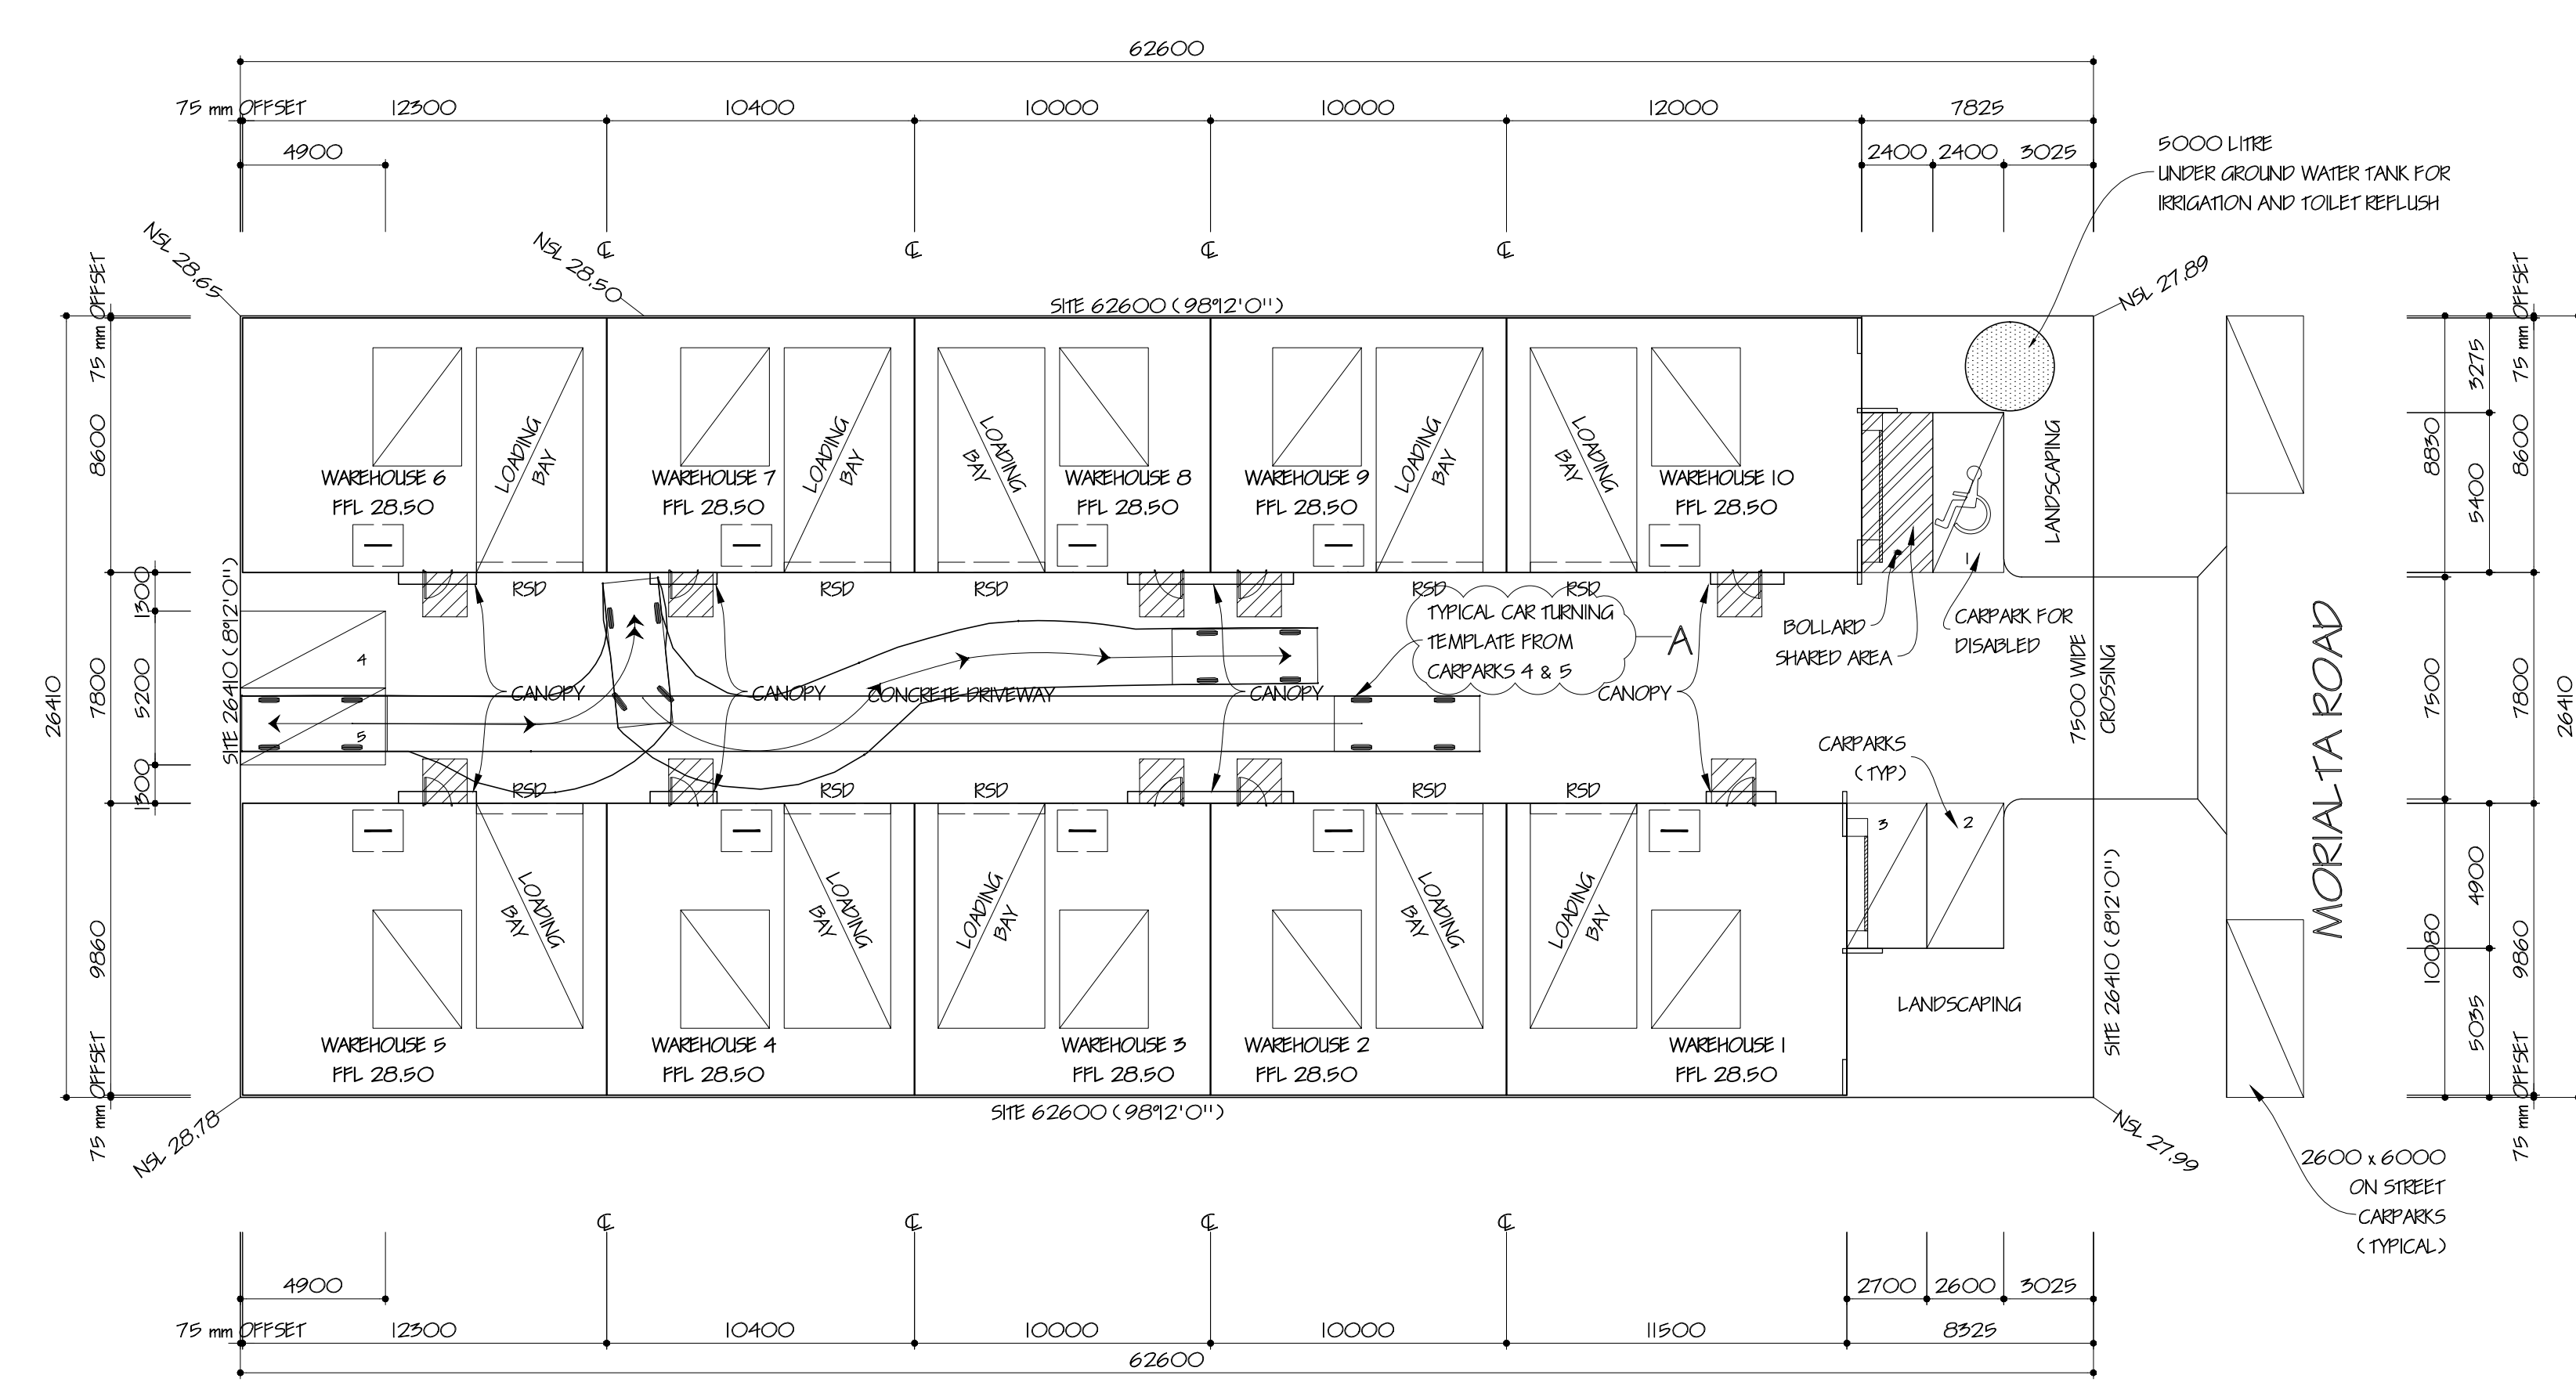 62600
75 mm OFFSET
12300
10400
10000
10000
12000
7825
4900
2400
2400
3025
5000 LITRE
UNDER GROUND WATER TANK FOR
IRRIGATION AND TOILET REFLUSH
℄
℄
℄
℄
NSL 28.65
NSL 28.50
SITE 62600 (98°12'0'')
NSL 27.89
26410
75 mm OFFSET
8600
7800
9860
75 mm OFFSET
1300
5200
1300
SITE 26410 (8°12'0'')
WAREHOUSE 6
FFL 28.50
LOADING
BAY
WAREHOUSE 7
FFL 28.50
LOADING
BAY
LOADING
BAY
WAREHOUSE 8
FFL 28.50
WAREHOUSE 9
FFL 28.50
LOADING
BAY
LOADING
BAY
WAREHOUSE 10
FFL 28.50
LANDSCAPING
1
RSD
RSD
RSD
RSD
RSD
TYPICAL CAR TURNING
TEMPLATE FROM
CARPARKS 4 & 5
A
BOLLARD
SHARED AREA
CARPARK FOR
DISABLED
4
5
CANOPY
CANOPY
CONCRETE DRIVEWAY
CANOPY
CANOPY
7500 WIDE
CROSSING
MORIALTA ROAD
CARPARKS
(TYP)
RSD
RSD
RSD
RSD
RSD
3
2
LOADING
BAY
LOADING
BAY
LOADING
BAY
LOADING
BAY
LOADING
BAY
WAREHOUSE 5
FFL 28.50
WAREHOUSE 4
FFL 28.50
WAREHOUSE 3
FFL 28.50
WAREHOUSE 2
FFL 28.50
WAREHOUSE 1
FFL 28.50
LANDSCAPING
SITE 26410 (8°12'0'')
8830
7500
10080
3275
5400
4900
5035
75 mm OFFSET
8600
7800
9860
75 mm OFFSET
26410
NSL 28.78
SITE 62600 (98°12'0'')
NSL 27.99
2600 x 6000
ON STREET
CARPARKS
(TYPICAL)
℄
℄
℄
℄
4900
2700
2600
3025
75 mm OFFSET
12300
10400
10000
10000
11500
8325
62600